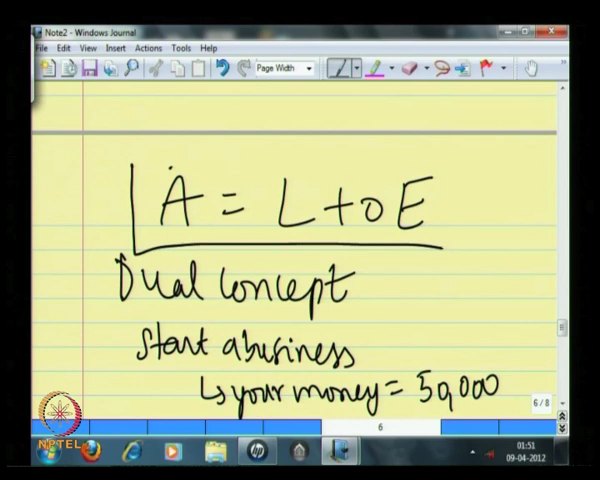 Note2 - Windows Journal
File Edit View Insert Actions Tools Help
Page Width
A = L + O E
Dual Concept
Start a business
↳ your money = 50,000
6 / 8
6
NPTEL
hp
01:51
09-04-2012